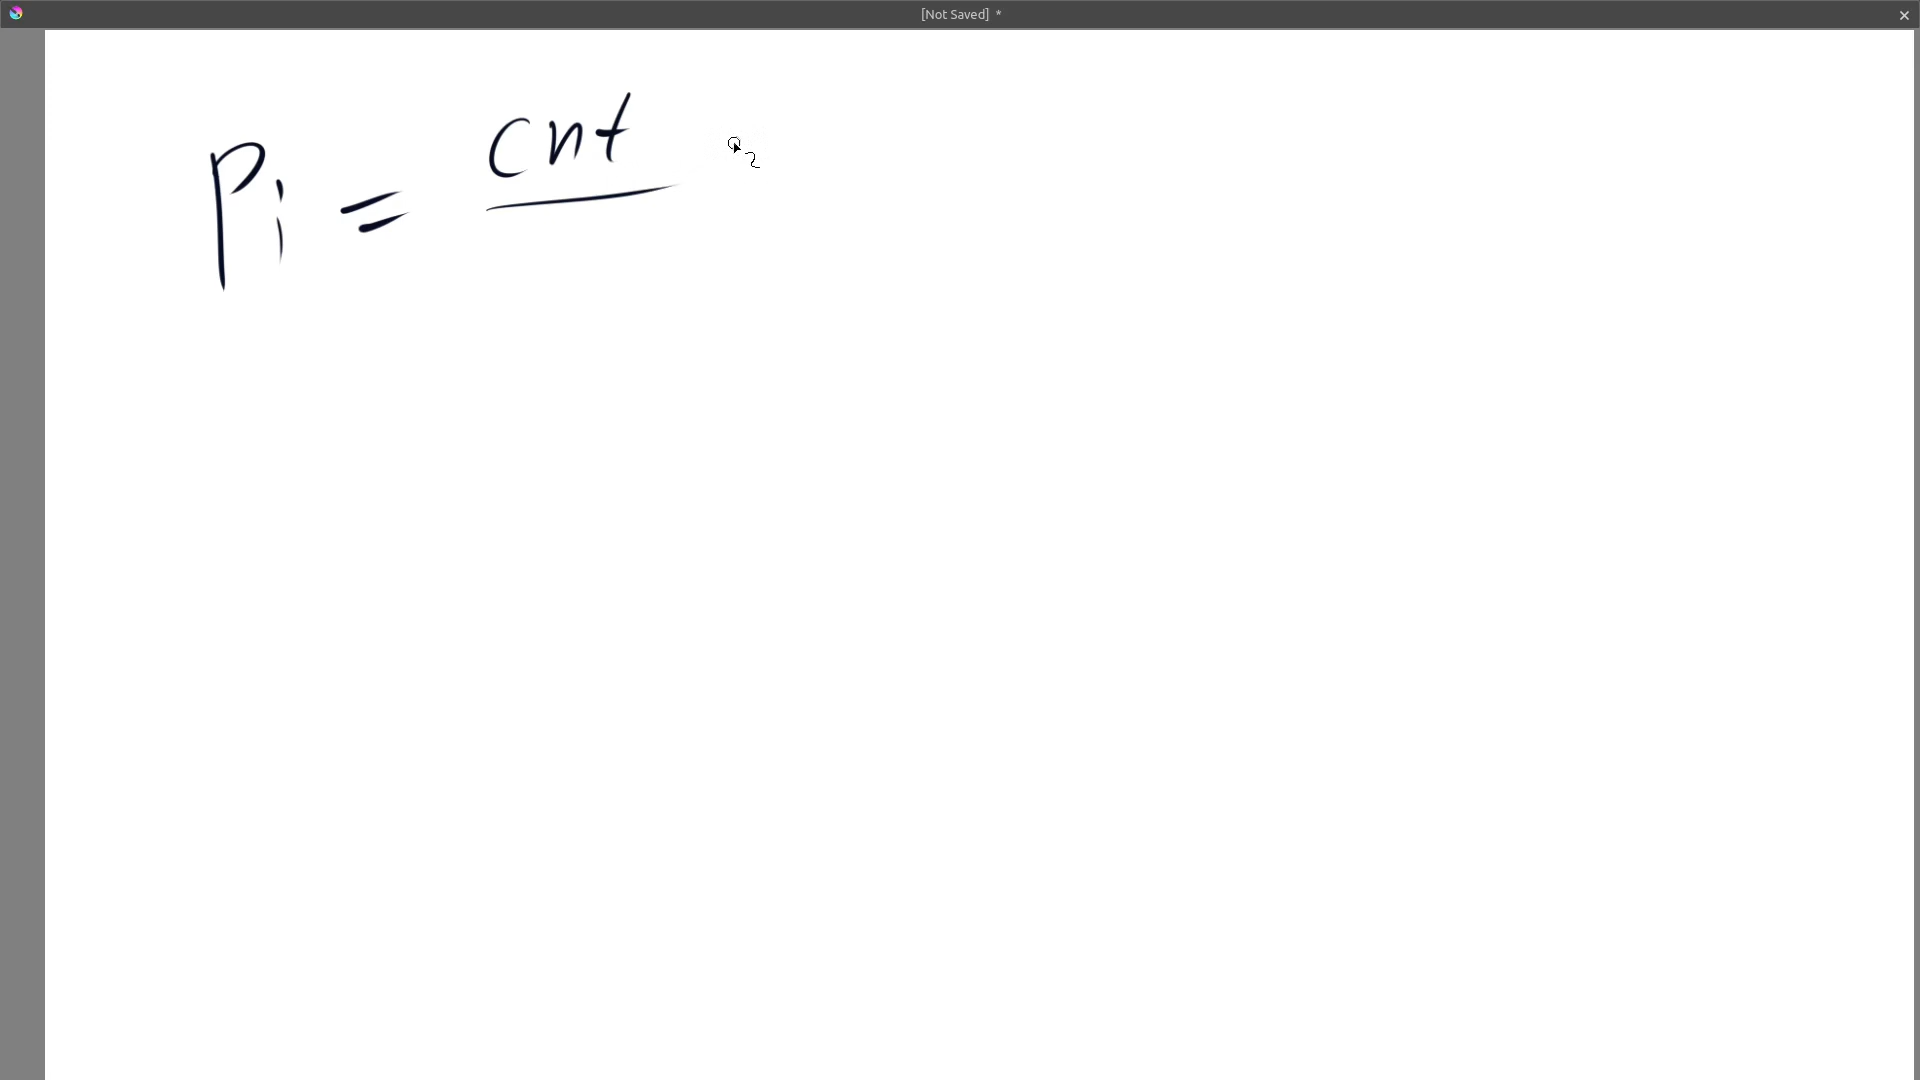 [Not Saved] *
Pi = cnt